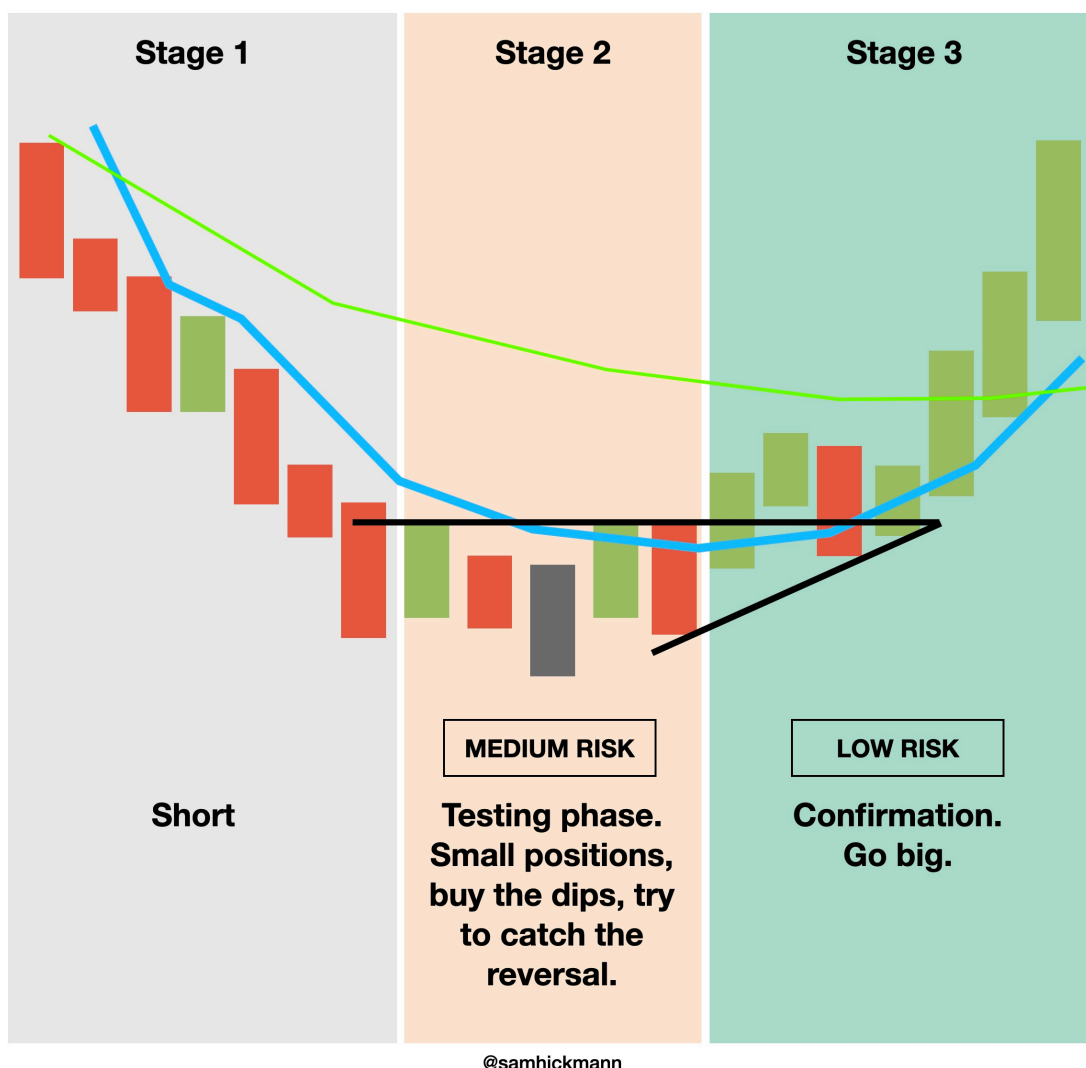 Stage 1
Stage 2
Stage 3
MEDIUM RISK
LOW RISK
Short
Testing phase.
Small positions,
buy the dips, try
to catch the
reversal.
Confirmation.
Go big.
@samhickmann